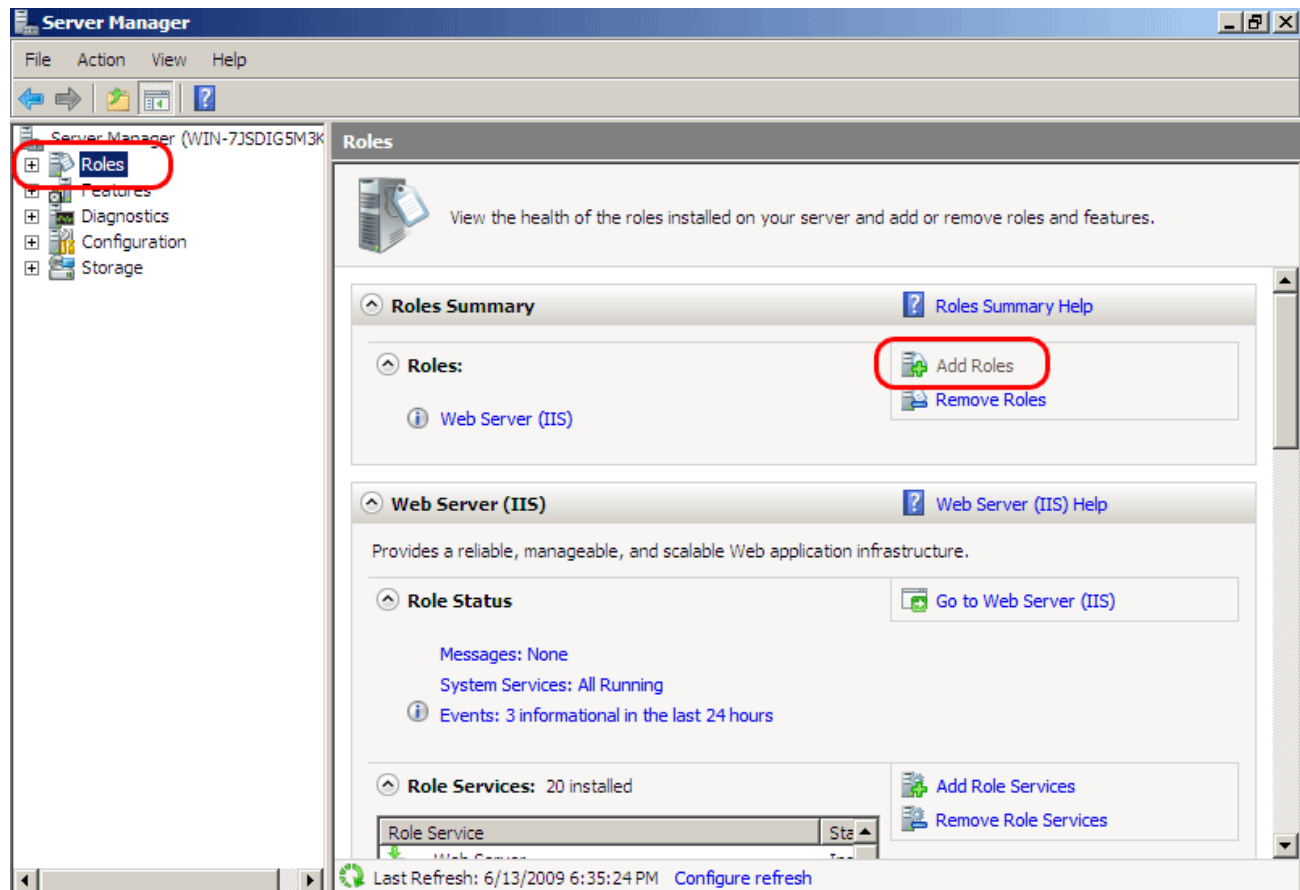 Server Manager
File Action View Help
Server Manager (WIN-7JSDIG5M3K
Roles
Features
Diagnostics
Configuration
Storage
Roles
View the health of the roles installed on your server and add or remove roles and features.
Roles Summary
Roles Summary Help
Roles:
Add Roles
Remove Roles
Web Server (IIS)
Web Server (IIS)
Web Server (IIS) Help
Provides a reliable, manageable, and scalable Web application infrastructure.
Role Status
Go to Web Server (IIS)
Messages: None
System Services: All Running
Events: 3 informational in the last 24 hours
Role Services: 20 installed
Add Role Services
Remove Role Services
Role Service Sta
Web Server
Last Refresh: 6/13/2009 6:35:24 PM Configure refresh